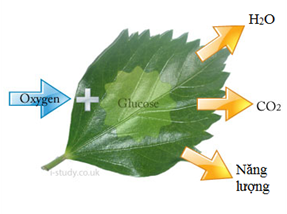 H2O
Oxygen
+
Glucose
CO2
Năng
lượng
i-study.co.uk